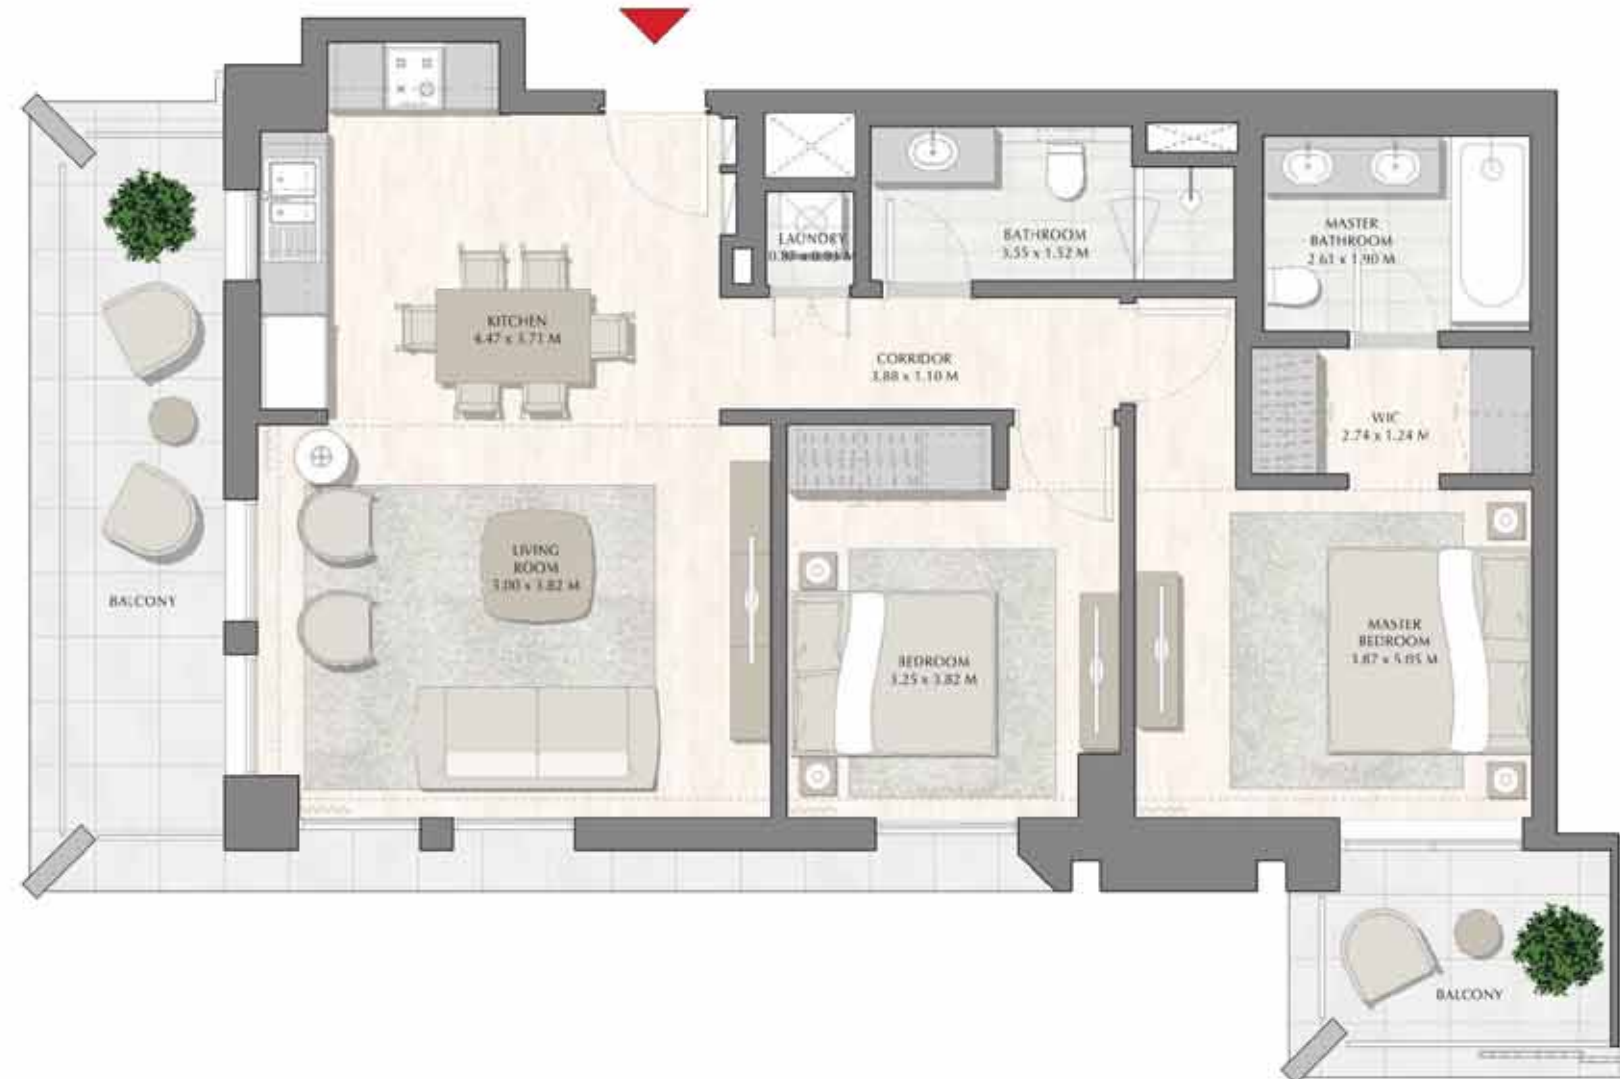 LAUNDRY
BATHROOM
3.55 x 1.52 M
MASTER
BATHROOM
2.61 x 1.90 M
KITCHEN
4.47 x 3.71 M
CORRIDOR
3.88 x 1.10 M
WIC
2.74 x 1.24 M
LIVING
ROOM
5.00 x 3.82 M
BALCONY
BEDROOM
3.25 x 3.82 M
MASTER
BEDROOM
3.87 x 5.05 M
BALCONY